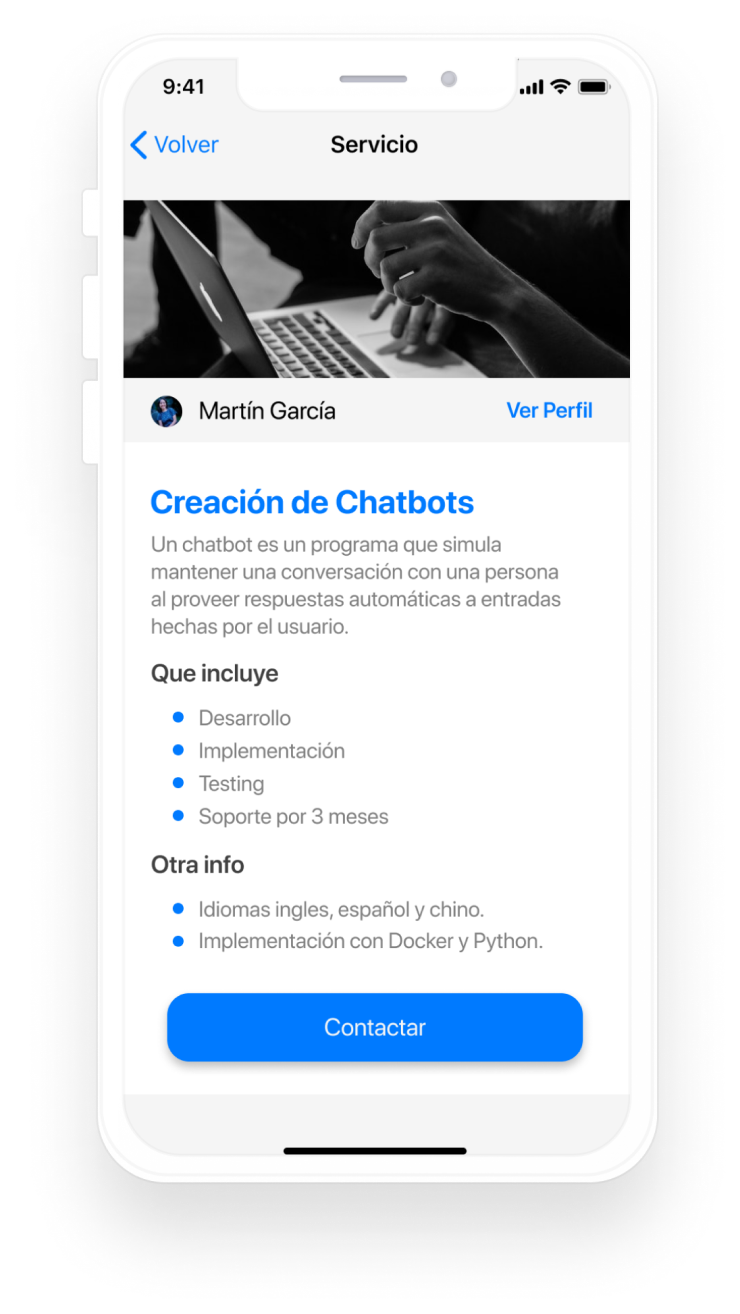 9:41
Volver
Servicio
Martín García
Ver Perfil
Creación de Chatbots
Un chatbot es un programa que simula
mantener una conversación con una persona
al proveer respuestas automáticas a entradas
hechas por el usuario.
Que incluye
Desarrollo
Implementación
Testing
Soporte por 3 meses
Otra info
Idiomas ingles, español y chino.
Implementación con Docker y Python.
Contactar